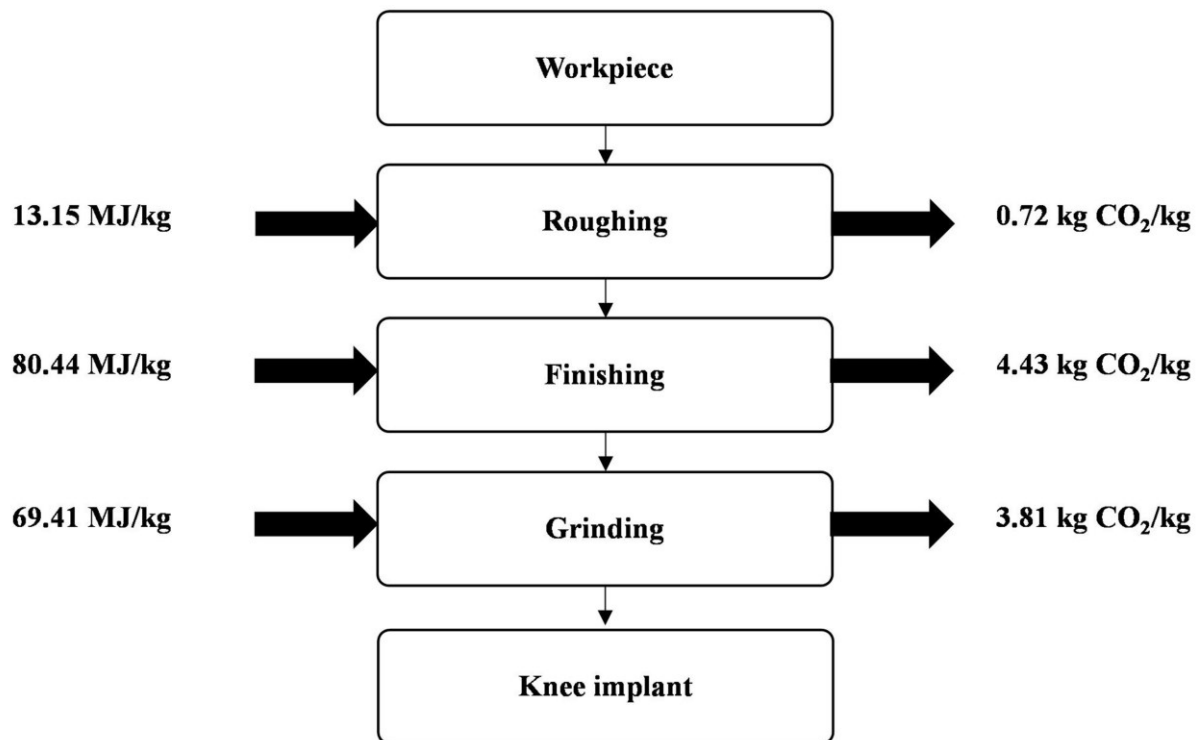 Workpiece
13.15 MJ/kg
Roughing
0.72 kg CO₂/kg
80.44 MJ/kg
Finishing
4.43 kg CO₂/kg
69.41 MJ/kg
Grinding
3.81 kg CO₂/kg
Knee implant